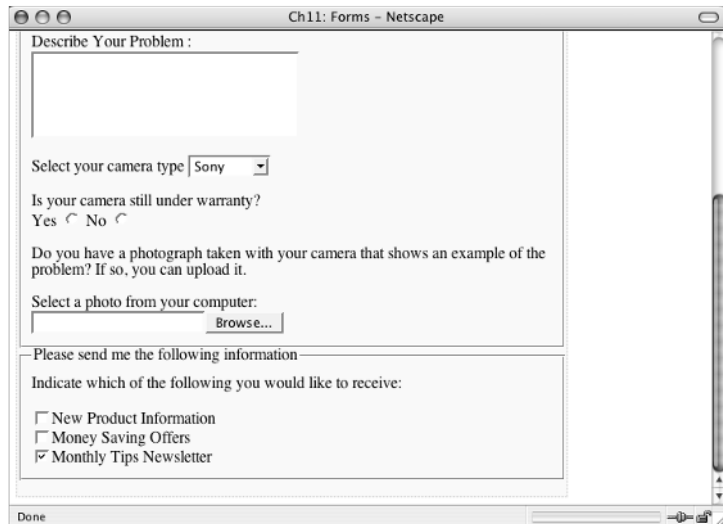 Ch11: Forms – Netscape
Describe Your Problem :
Select your camera type Sony
Is your camera still under warranty?
Yes No
Do you have a photograph taken with your camera that shows an example of the
problem? If so, you can upload it.
Select a photo from your computer:
Browse...
Please send me the following information
Indicate which of the following you would like to receive:
New Product Information
Money Saving Offers
Monthly Tips Newsletter
Done